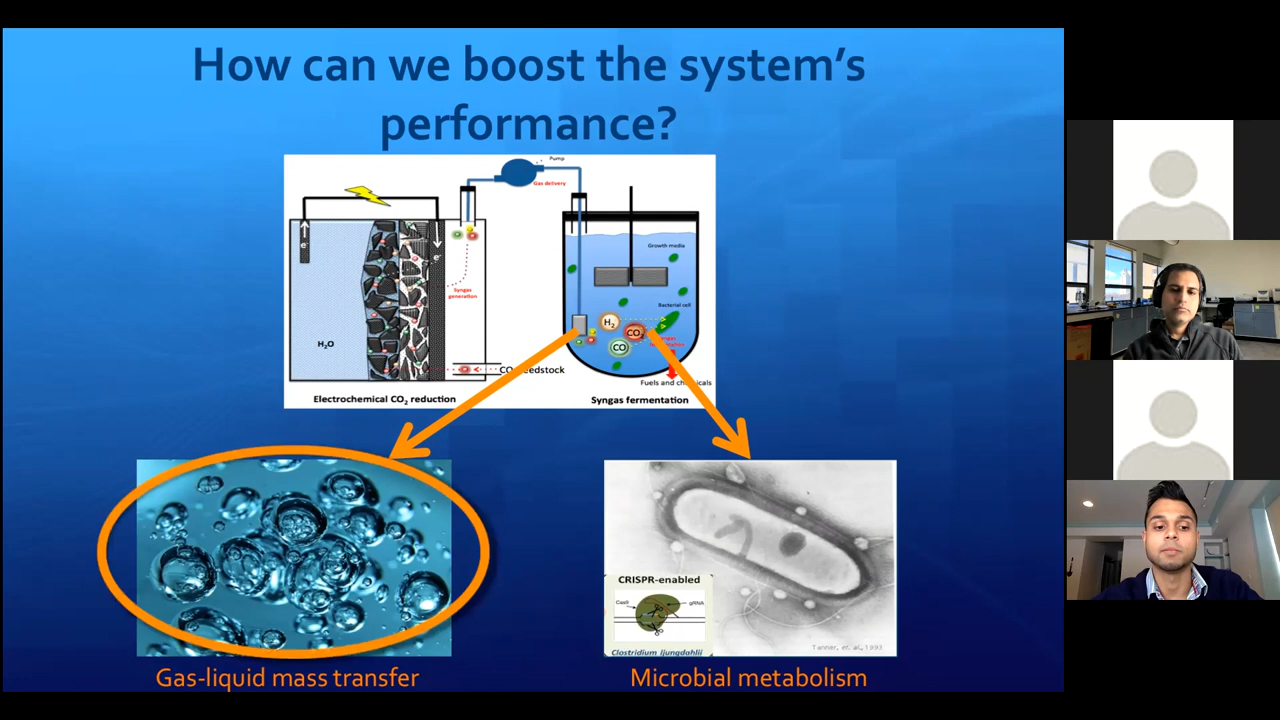 How can we boost the system's
performance?
Pump
Gas delivery
e⁻
e⁻
Growth media
Syngas
generation
Bacterial cell
H₂O
H₂
CO₂
CO
feedstock
Fuels and chemicals
Electrochemical CO₂ reduction
Syngas fermentation
CRISPR-enabled
Cas9
gRNA
Clostridium ljungdahlii
Tanner, et. al., 1993
Gas-liquid mass transfer
Microbial metabolism